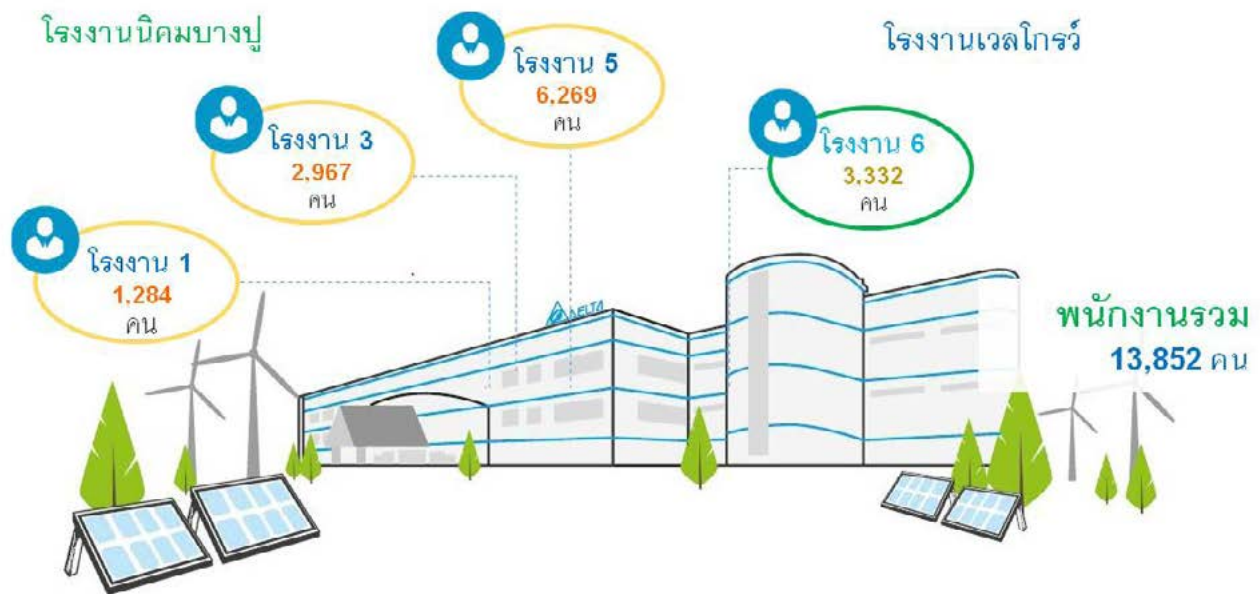 โรงงานนิคมบางปู
โรงงานเวลโกรว์
โรงงาน 5
6,269
คน
โรงงาน 3
2,967
คน
โรงงาน 6
3,332
คน
โรงงาน 1
1,284
คน
DELTA
พนักงานรวม
13,852 คน